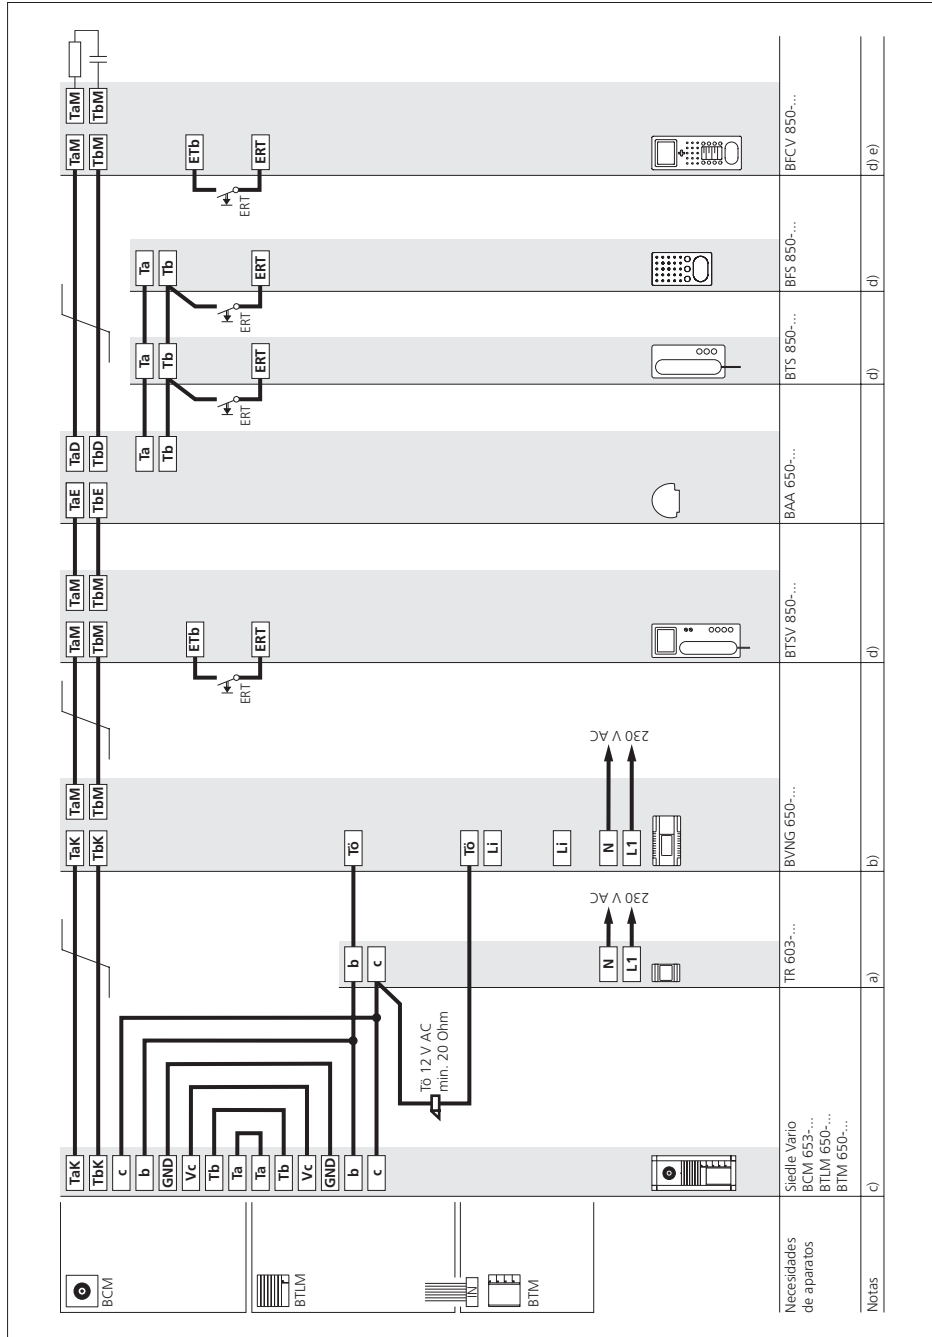 BCM
BTLM
IN
BTM
TaK
TbK
c
b
GND
Vc
Tb
Ta
Ta
Tb
Vc
GND
b
c
Tö 12 V AC
min. 20 Ohm
b
c
N
L1
230 V AC
TaK
TbK
TaM
TbM
Tö
Tö
Li
Li
N
L1
230 V AC
TaM
TbM
TaM
TbM
ETb
ERT
ERT
TaE
TbE
TaD
TbD
Ta
Tb
Ta
Tb
ERT
ERT
Ta
Tb
ERT
ERT
TaM
TbM
TaM
TbM
ETb
ERT
ERT
Necesidades
de aparatos
Siedle Vario
BCM 653-...
BTLM 650-...
BTM 650-...
TR 603-...
BVNG 650-...
BTSV 850-...
BAA 650-...
BTS 850-...
BFS 850-...
BFCV 850-...
Notas
c)
a)
b)
d)
d)
d)
d) e)